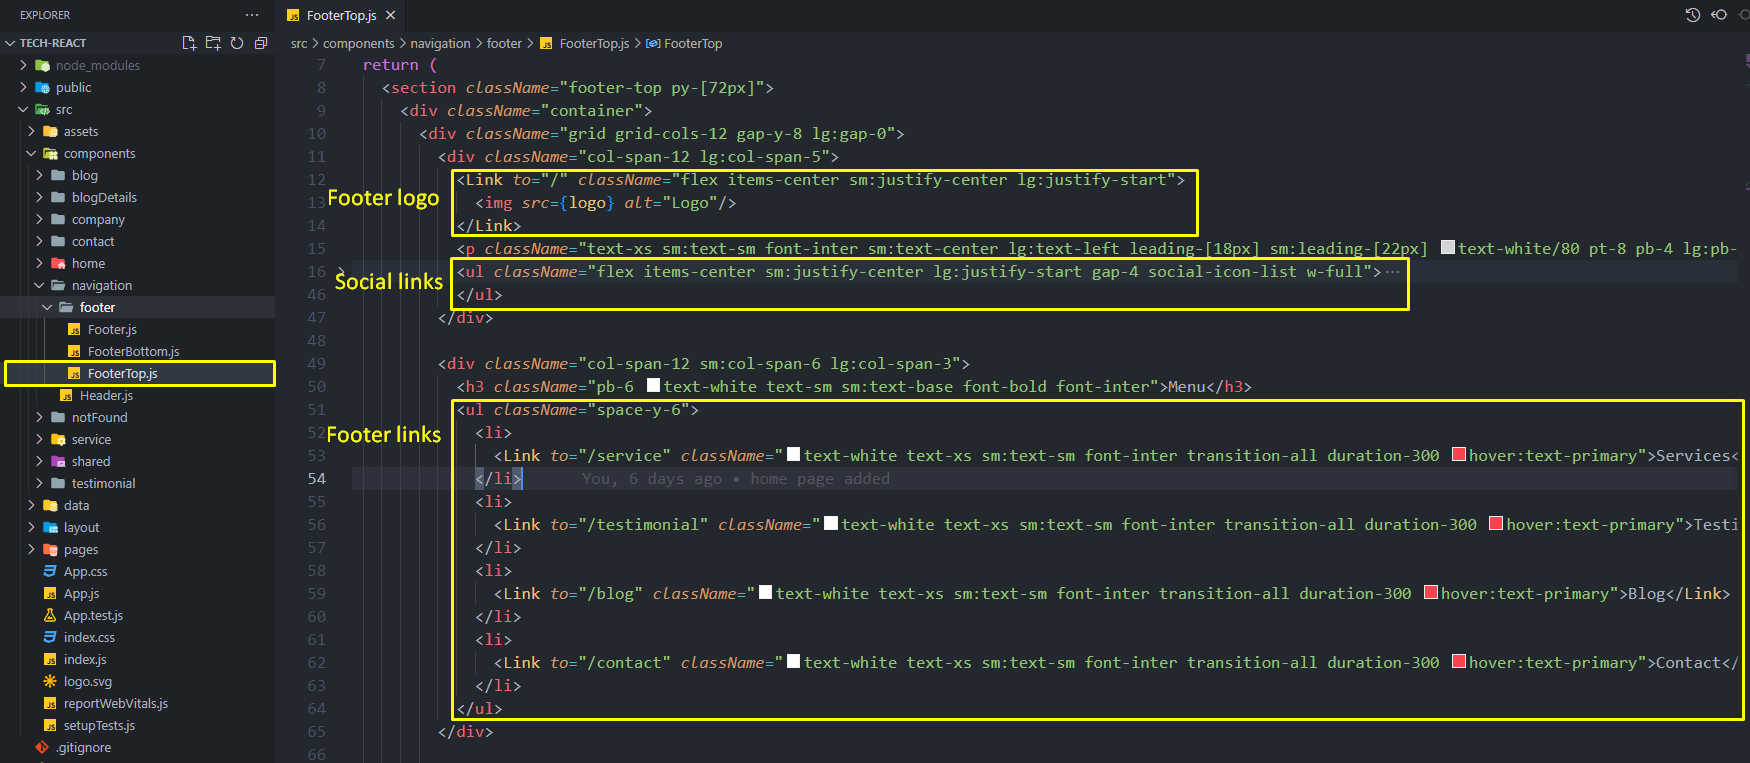 EXPLORER
TECH-REACT
node_modules
public
src
assets
components
blog
blogDetails
company
contact
home
navigation
footer
Footer.js
FooterBottom.js
FooterTop.js
Header.js
notFound
service
shared
testimonial
data
layout
pages
App.css
App.js
App.test.js
index.css
index.js
logo.svg
reportWebVitals.js
setupTests.js
.gitignore
FooterTop.js
src > components > navigation > footer > FooterTop.js > FooterTop
7 return (
8 <section className="footer-top py-[72px]">
9 <div className="container">
10 <div className="grid grid-cols-12 gap-y-8 lg:gap-0">
11 <div className="col-span-12 lg:col-span-5">
12 <Link to="/" className="flex items-center sm:justify-center lg:justify-start">
Footer logo
13 <img src={logo} alt="Logo"/>
14 </Link>
15 <p className="text-xs sm:text-sm font-inter sm:text-center lg:text-left leading-[18px] sm:leading-[22px] text-white/80 pt-8 pb-4 lg:pb-
16 <ul className="flex items-center sm:justify-center lg:justify-start gap-4 social-icon-list w-full">···
Social links
46 </ul>
47 </div>
48
49 <div className="col-span-12 sm:col-span-6 lg:col-span-3">
50 <h3 className="pb-6 text-white text-sm sm:text-base font-bold font-inter">Menu</h3>
51 <ul className="space-y-6">
52 <li>
Footer links
53 <Link to="/service" className="text-white text-xs sm:text-sm font-inter transition-all duration-300 hover:text-primary">Services<
54 </li> You, 6 days ago • home page added
55 <li>
56 <Link to="/testimonial" className="text-white text-xs sm:text-sm font-inter transition-all duration-300 hover:text-primary">Testi
57 </li>
58 <li>
59 <Link to="/blog" className="text-white text-xs sm:text-sm font-inter transition-all duration-300 hover:text-primary">Blog</Link>
60 </li>
61 <li>
62 <Link to="/contact" className="text-white text-xs sm:text-sm font-inter transition-all duration-300 hover:text-primary">Contact</
63 </li>
64 </ul>
65 </div>
66